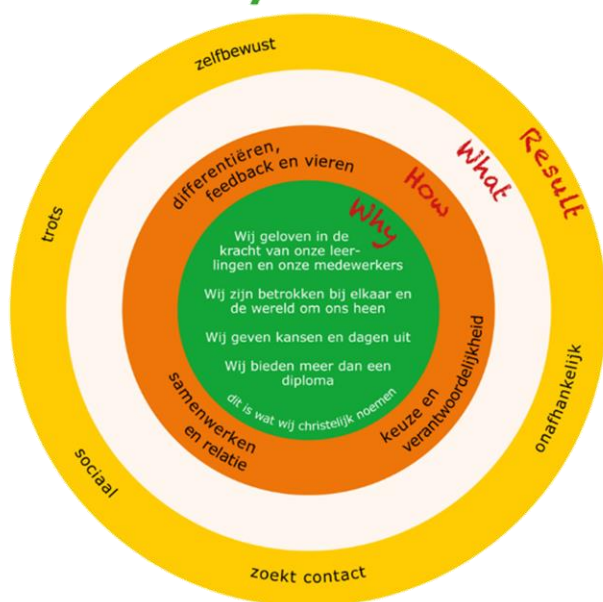 zelfbewust
Result
What
How
Why
differentiëren,
feedback en vieren
trots
Wij geloven in de
kracht van onze leer-
lingen en onze medewerkers
Wij zijn betrokken bij elkaar en
de wereld om ons heen
Wij geven kansen en dagen uit
Wij bieden meer dan een
diploma
dit is wat wij christelijk noemen
samenwerken
en relatie
keuze en
verantwoordelijkheid
onafhankelijk
sociaal
zoekt contact